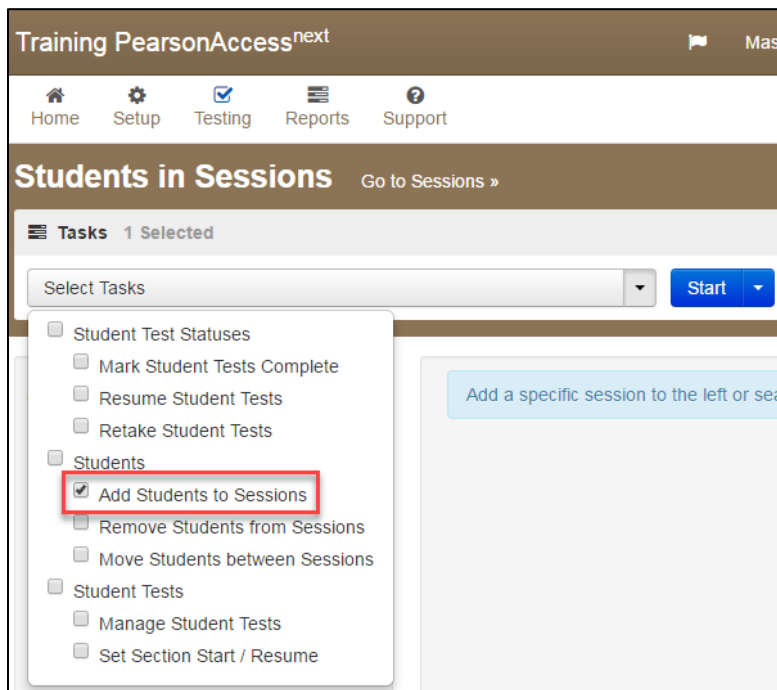 Training PearsonAccessnext
Mas
Home Setup Testing Reports Support
Students in Sessions Go to Sessions »
Tasks 1 Selected
Select Tasks Start
Student Test Statuses
Mark Student Tests Complete
Resume Student Tests
Add a specific session to the left or sea
Retake Student Tests
Students
Add Students to Sessions
Remove Students from Sessions
Move Students between Sessions
Student Tests
Manage Student Tests
Set Section Start / Resume